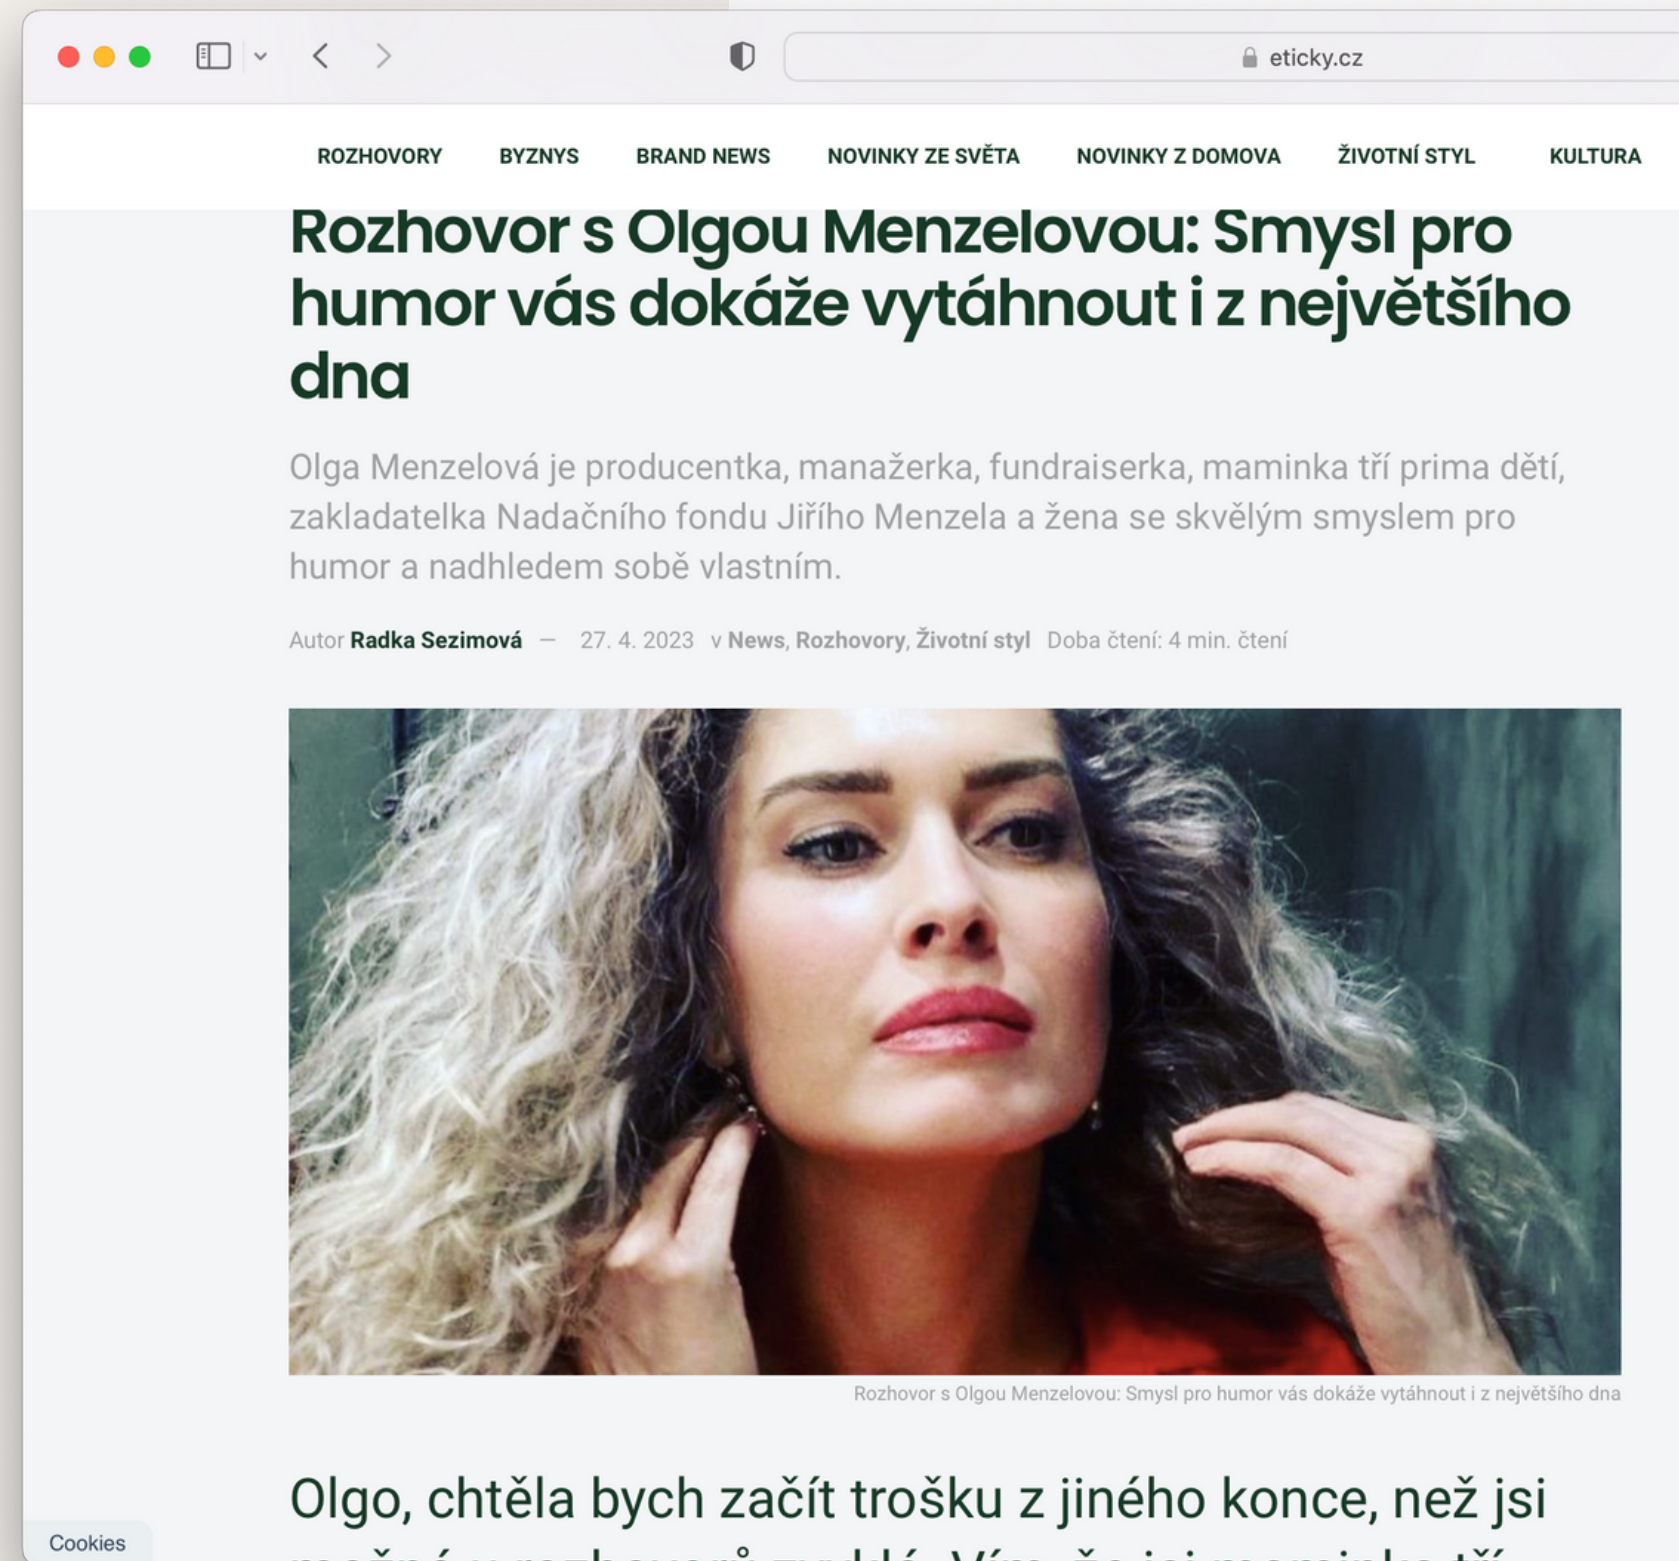 eticky.cz
ROZHOVORY BYZNYS BRAND NEWS NOVINKY ZE SVĚTA NOVINKY Z DOMOVA ŽIVOTNÍ STYL KULTURA
Rozhovor s Olgou Menzelovou: Smysl pro
humor vás dokáže vytáhnout i z největšího
dna
Olga Menzelová je producentka, manažerka, fundraiserka, maminka tří prima dětí,
zakladatelka Nadačního fondu Jiřího Menzela a žena se skvělým smyslem pro
humor a nadhledem sobě vlastním.
Autor Radka Sezimová — 27. 4. 2023 v News, Rozhovory, Životní styl Doba čtení: 4 min. čtení
Rozhovor s Olgou Menzelovou: Smysl pro humor vás dokáže vytáhnout i z největšího dna
Olgo, chtěla bych začít trošku z jiného konce, než jsi
Cookies